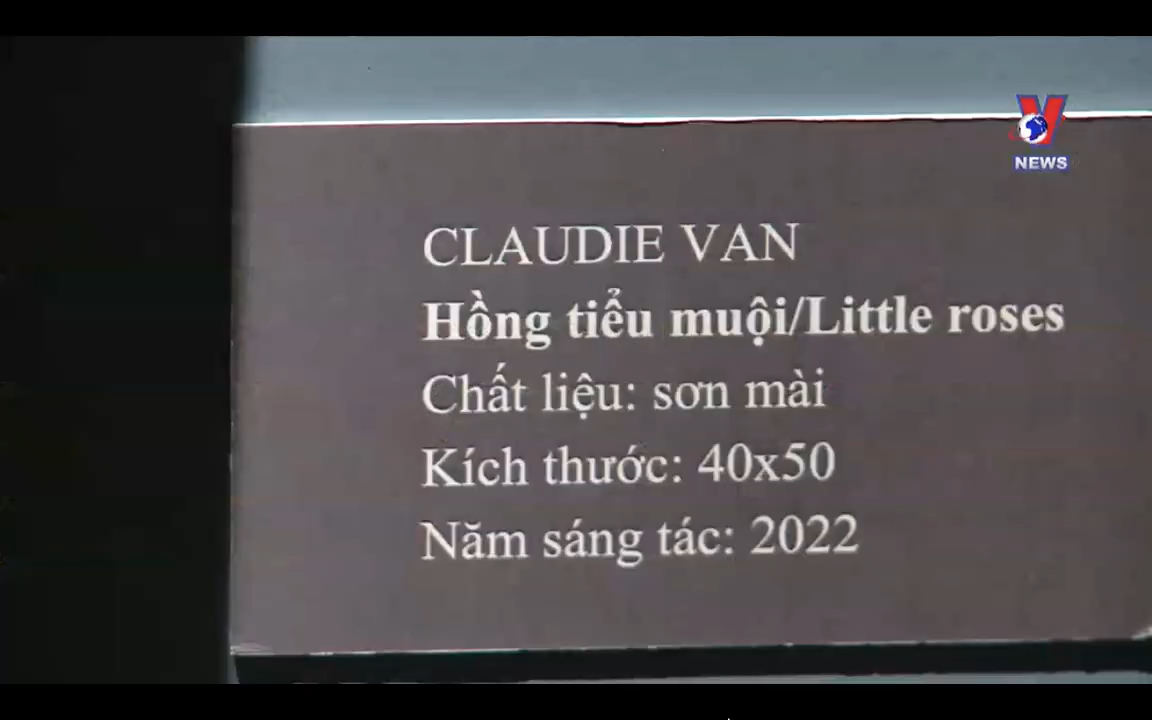 NEWS
CLAUDIE VAN
Hồng tiểu muội/Little roses
Chất liệu: sơn mài
Kích thước: 40x50
Năm sáng tác: 2022